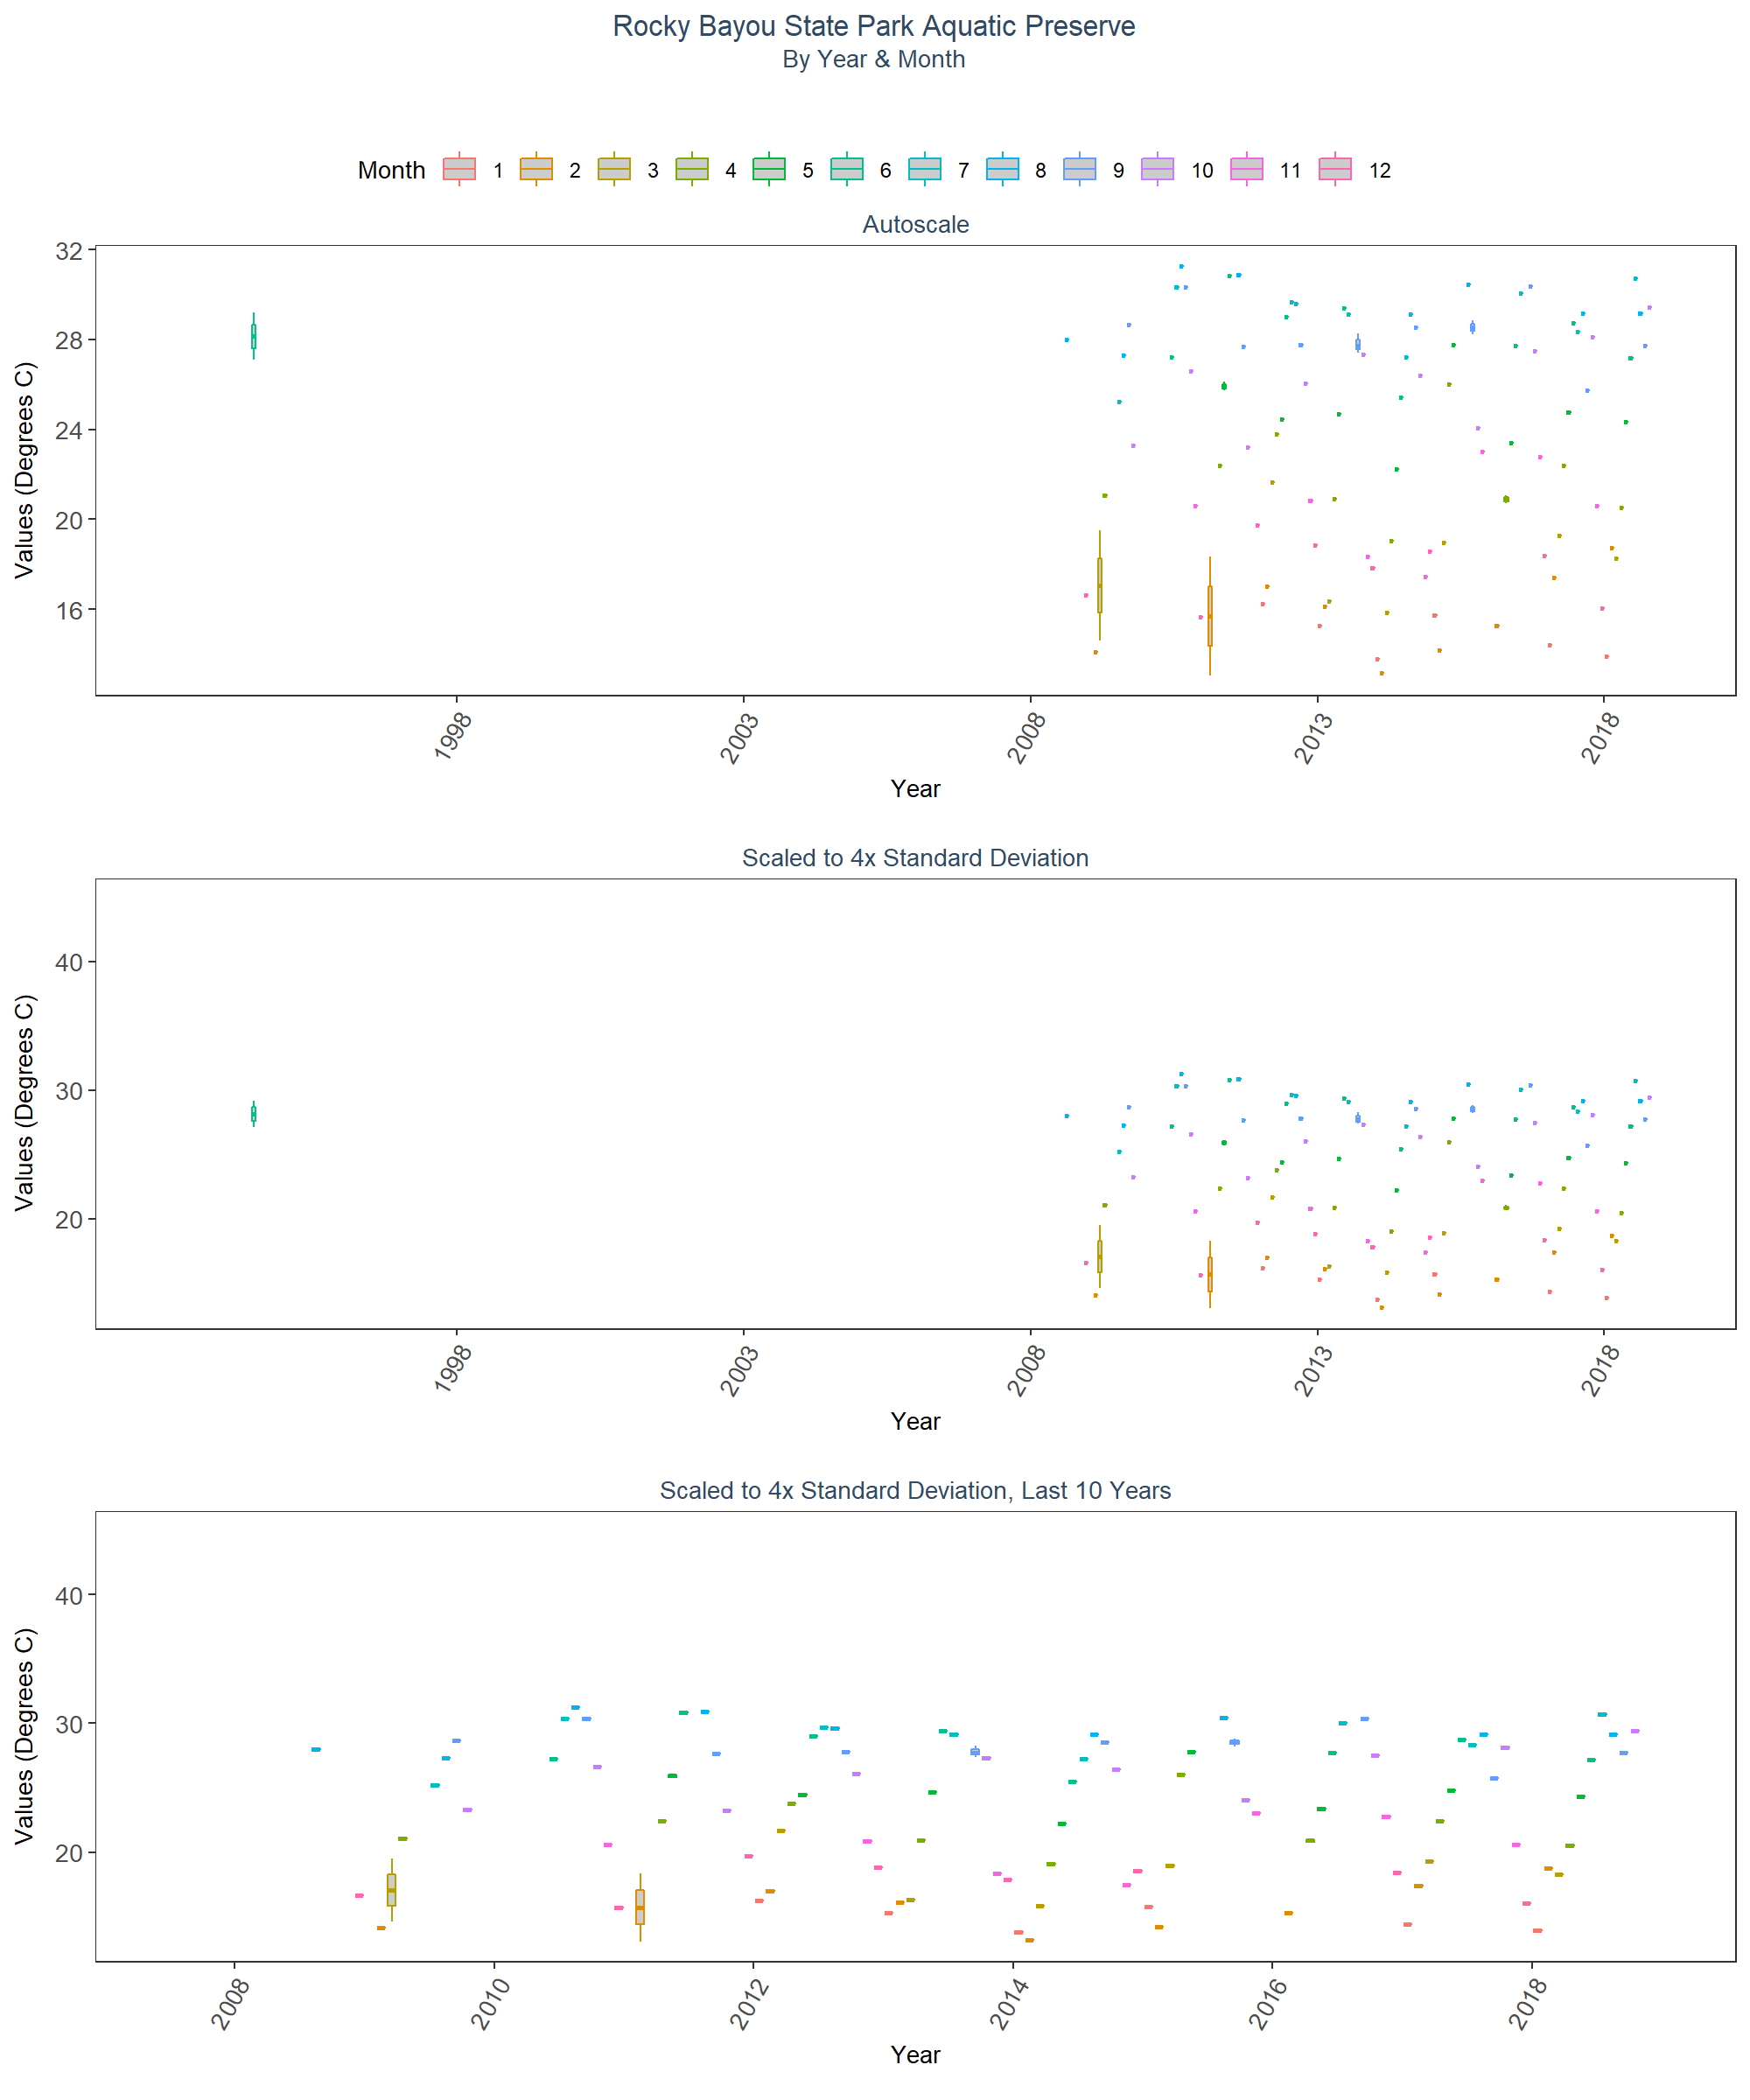 Rocky Bayou State Park Aquatic Preserve
By Year & Month
Month 1 2 3 4 5 6 7 8 9 10 11 12
Autoscale
Values (Degrees C)
32
28
24
20
16
1998 2003 2008 2013 2018
Year
Scaled to 4x Standard Deviation
Values (Degrees C)
40
30
20
1998 2003 2008 2013 2018
Year
Scaled to 4x Standard Deviation, Last 10 Years
Values (Degrees C)
40
30
20
2008 2010 2012 2014 2016 2018
Year